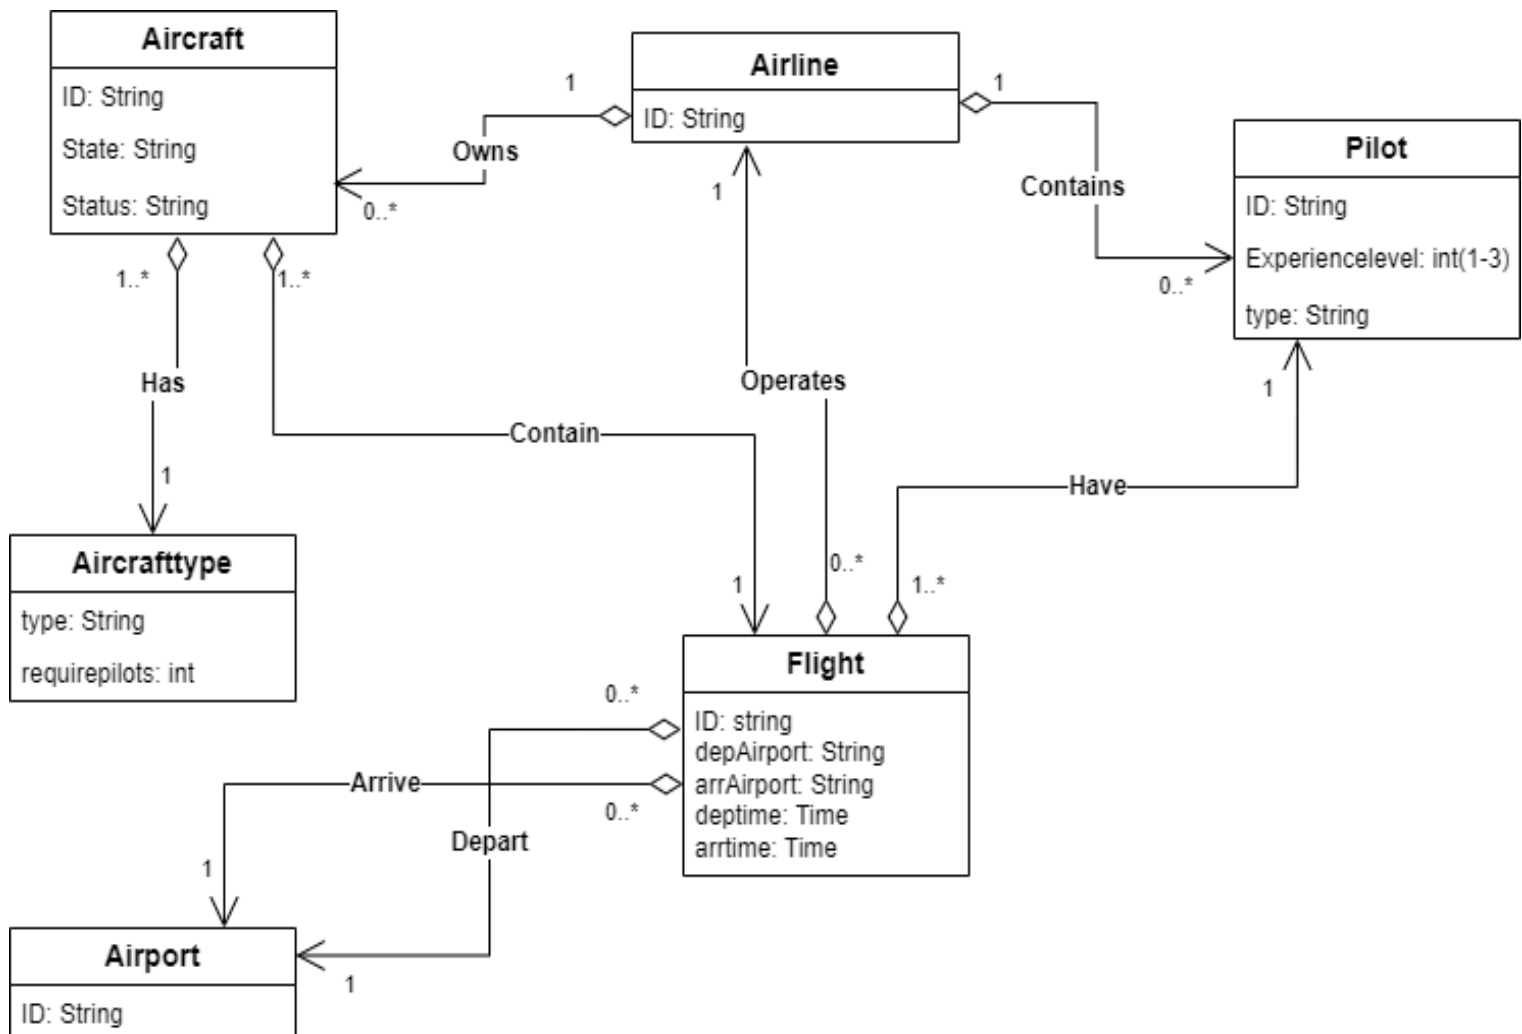 Aircraft
ID: String
State: String
Status: String
Airline
ID: String
Pilot
ID: String
Experiencelevel: int(1-3)
type: String
1
Owns
0..*
1
Contains
0..*
1..*
Has
1
1..*
Contain
1
1
Operates
0..*
1
Have
1..*
Aircrafttype
type: String
requirepilots: int
Flight
ID: string
depAirport: String
arrAirport: String
deptime: Time
arrtime: Time
0..*
Arrive
0..*
Depart
1
1
Airport
ID: String